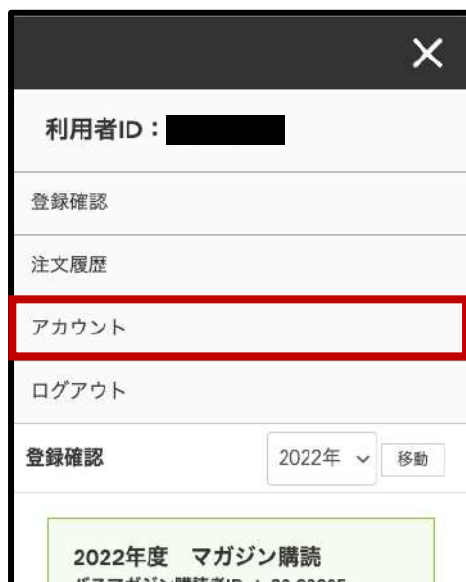 利用者ID：
登録確認
注文履歴
アカウント
ログアウト
登録確認
2022年
移動
2022年度　マガジン購読